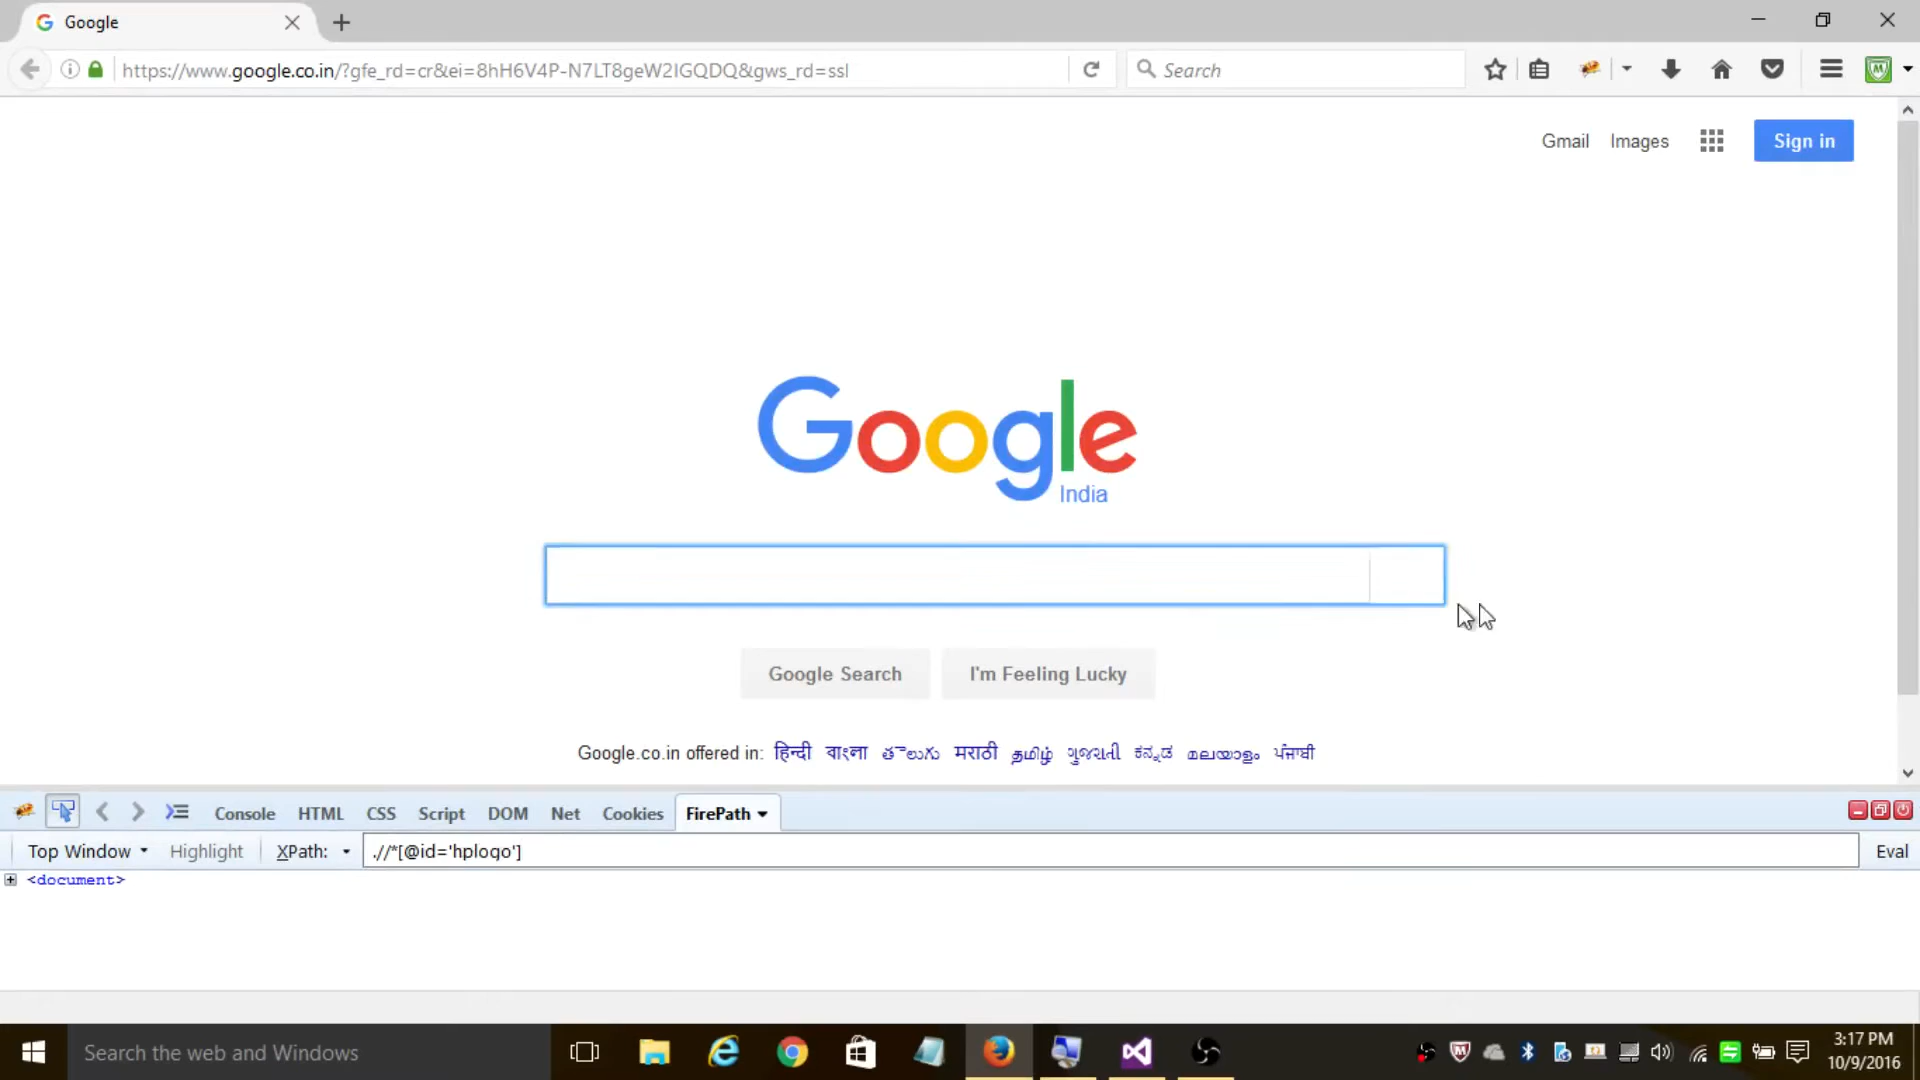 Google
https://www.google.co.in/?gfe_rd=cr&ei=8hH6V4P-N7LT8geW2IGQDQ&gws_rd=ssl
Search
Gmail Images Sign in
Google
India
Google Search I'm Feeling Lucky
Google.co.in offered in: हिन्दी বাংলা తెలుగు मराठी தமிழ் ગુજરાતી ಕನ್ನಡ മലയാളം ਪੰਜਾਬੀ
Console HTML CSS Script DOM Net Cookies FirePath
Top Window Highlight XPath: .//*[@id='hplogo'] Eval
<document>
Search the web and Windows
3:17 PM
10/9/2016